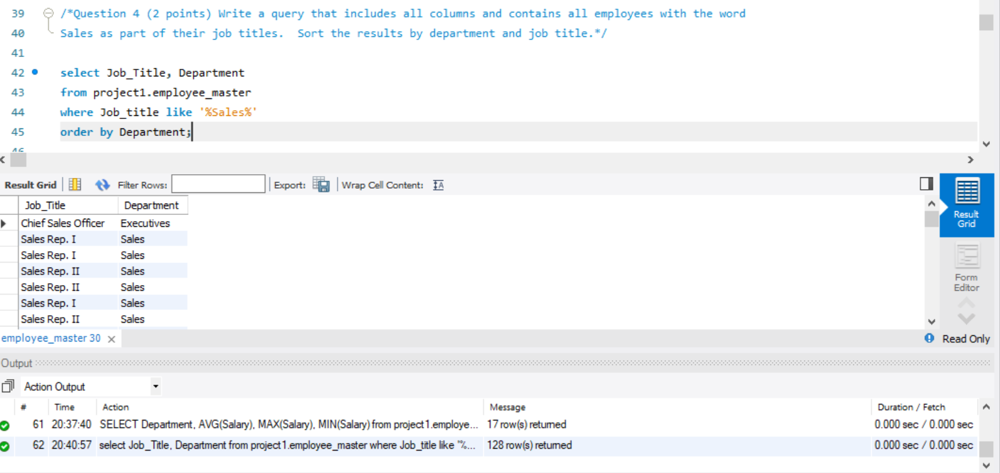 39 /*Question 4 (2 points) Write a query that includes all columns and contains all employees with the word
40 Sales as part of their job titles.  Sort the results by department and job title.*/
41
42 select Job_Title, Department
43 from project1.employee_master
44 where Job_title like '%Sales%'
45 order by Department;
46
Result Grid Filter Rows: Export: Wrap Cell Content: IA
Job_Title Department
Chief Sales Officer Executives
Sales Rep. I Sales
Sales Rep. I Sales
Sales Rep. II Sales
Sales Rep. II Sales
Sales Rep. I Sales
Sales Rep. II Sales
Result
Grid
Form
Editor
employee_master 30 Read Only
Output
Action Output
# Time Action Message Duration / Fetch
61 20:37:40 SELECT Department, AVG(Salary), MAX(Salary), MIN(Salary) from project1.employe... 17 row(s) returned 0.000 sec / 0.000 sec
62 20:40:57 select Job_Title, Department from project1.employee_master where Job_title like '%... 128 row(s) returned 0.000 sec / 0.000 sec